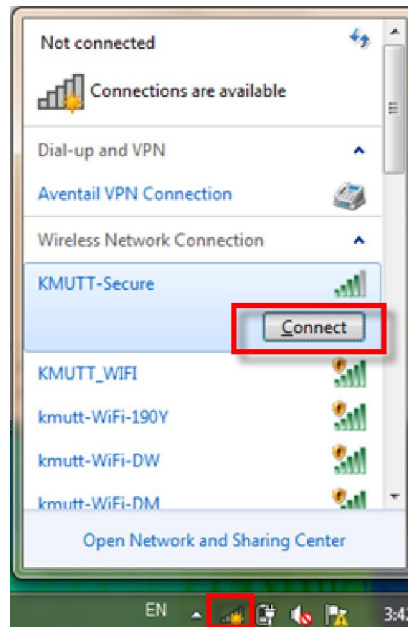 Not connected
Connections are available
Dial-up and VPN
Aventail VPN Connection
Wireless Network Connection
KMUTT-Secure
Connect
KMUTT_WIFI
kmutt-WiFi-190Y
kmutt-WiFi-DW
kmutt-WiFi-DM
Open Network and Sharing Center
EN